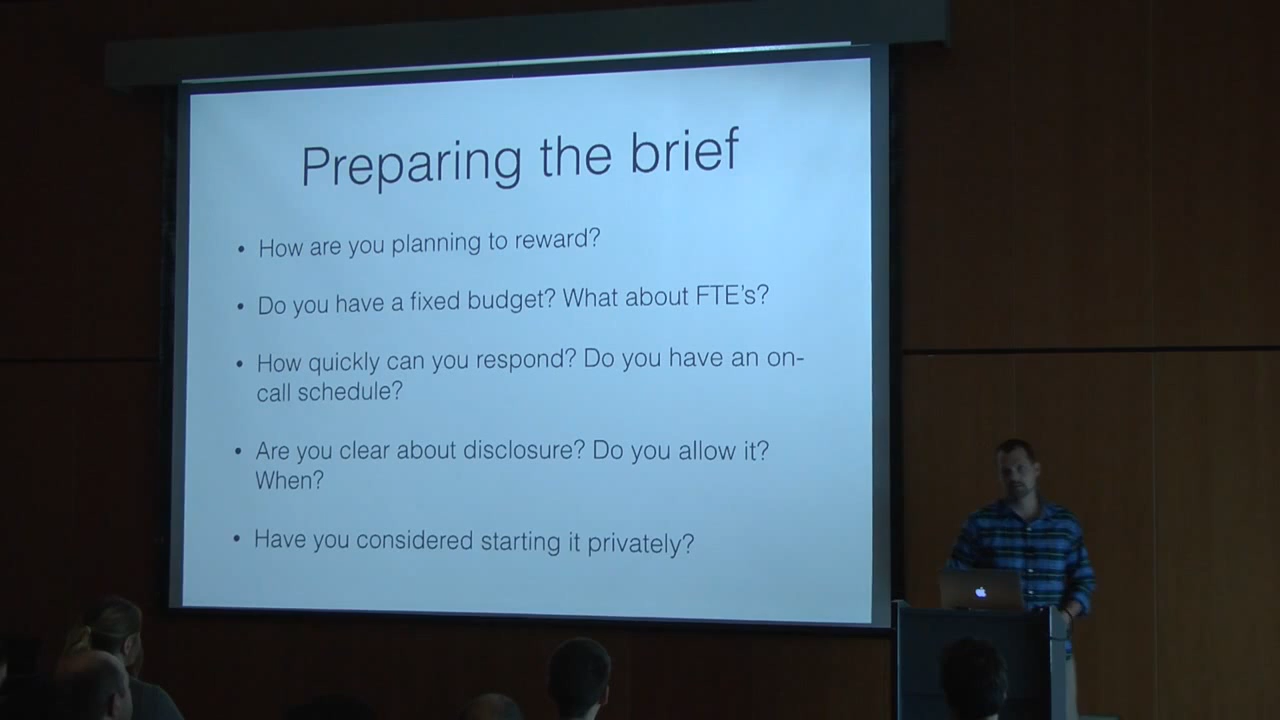 Preparing the brief
• How are you planning to reward?
• Do you have a fixed budget? What about FTE's?
• How quickly can you respond? Do you have an on-
call schedule?
• Are you clear about disclosure? Do you allow it?
When?
• Have you considered starting it privately?